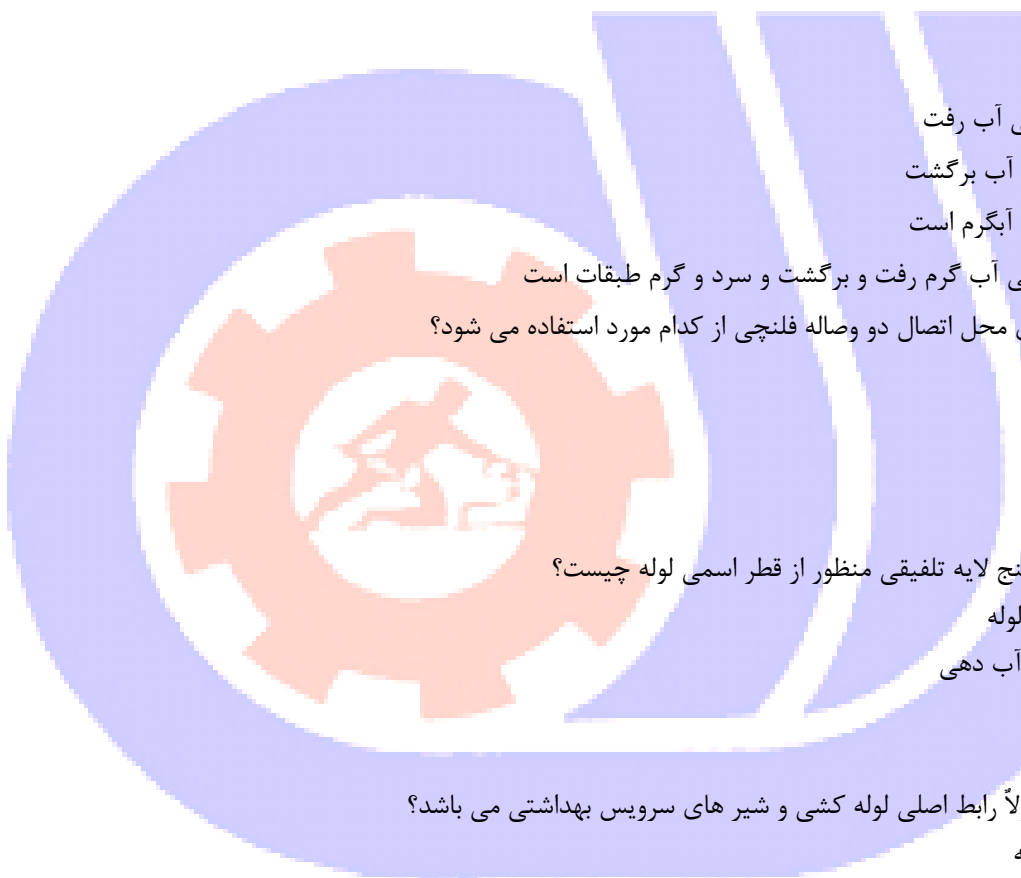 آب رفت
آب برگشت
آبگرم است
آب گرم رفت و برگشت و سرد و گرم طبقات است
محل اتصال دو وصاله فلنچی از کدام مورد استفاده می شود؟
لایه تلفیقی منظور از قطر اسمی لوله چیست؟
لوله
آب دهی
رابط اصلی لوله کشی و شیر های سرویس بهداشتی می باشد؟